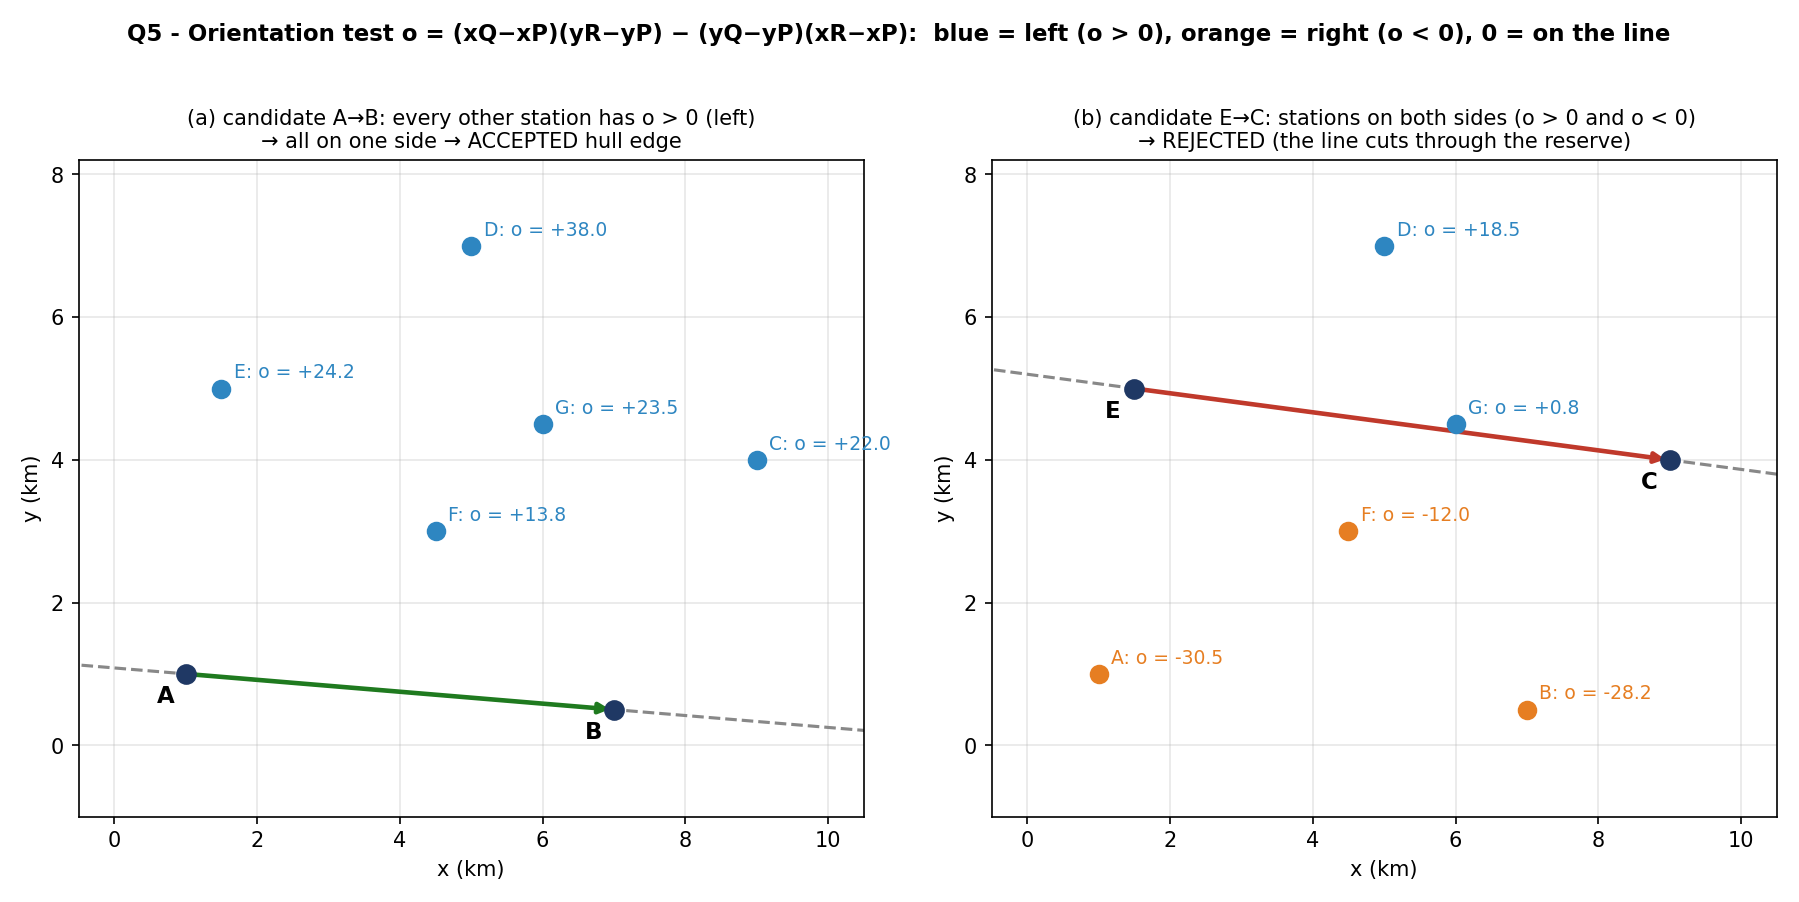 Q5 - Orientation test o = (xQ−xP)(yR−yP) − (yQ−yP)(xR−xP):  blue = left (o > 0), orange = right (o < 0), 0 = on the line
(a) candidate A→B: every other station has o > 0 (left)
→ all on one side → ACCEPTED hull edge
8
D: o = +38.0
6
E: o = +24.2
G: o = +23.5
C: o = +22.0
4
F: o = +13.8
2
A
B
0
0
2
4
6
8
10
x (km)
y (km)
(b) candidate E→C: stations on both sides (o > 0 and o < 0)
→ REJECTED (the line cuts through the reserve)
8
D: o = +18.5
6
E
G: o = +0.8
4
C
F: o = -12.0
2
A: o = -30.5
B: o = -28.2
0
0
2
4
6
8
10
x (km)
y (km)